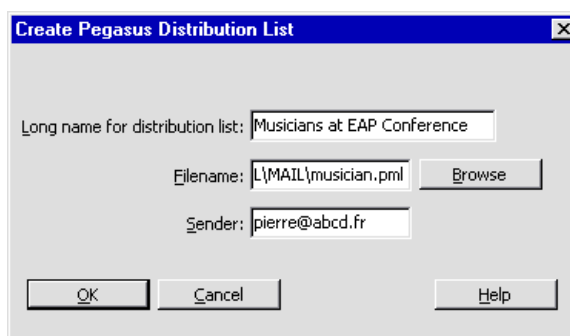 Create Pegasus Distribution List
Long name for distribution list: Musicians at EAP Conference
Filename: L\MAIL\musician.pml Browse
Sender: pierre@abcd.fr
OK Cancel Help